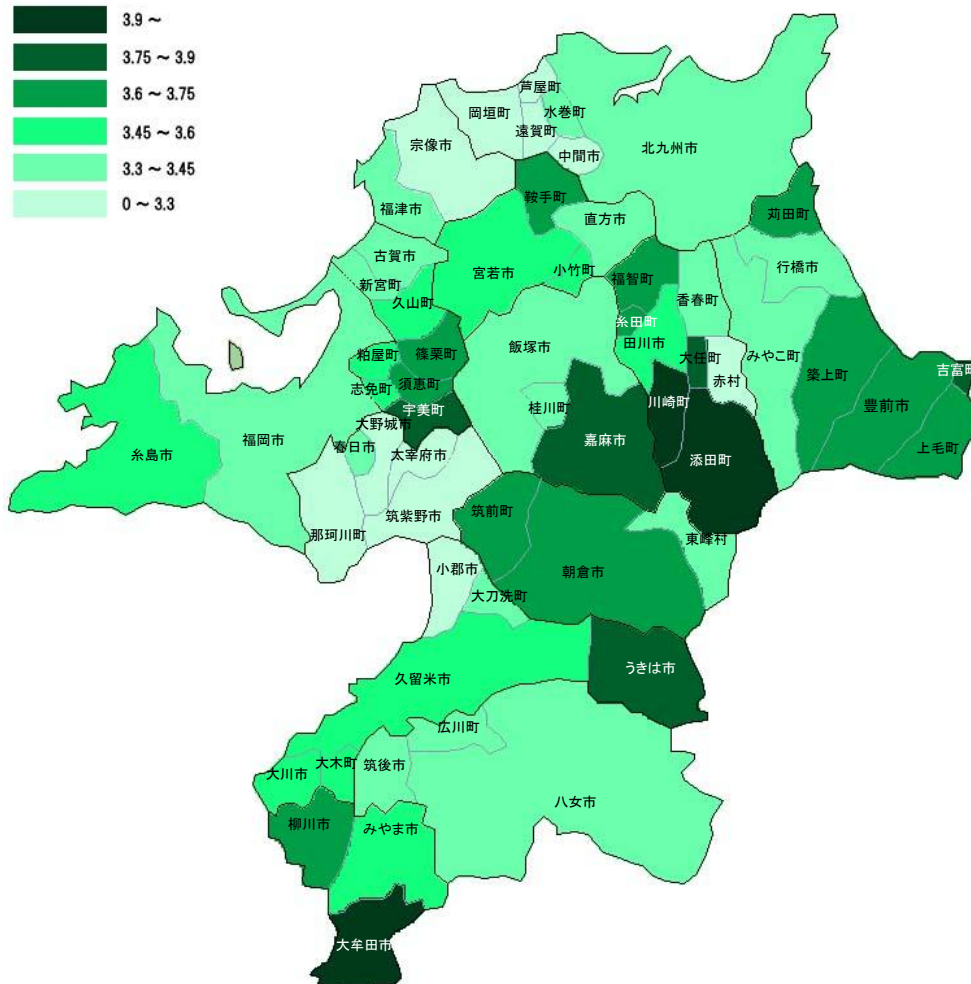 3.9 ～
3.75 ～ 3.9
3.6 ～ 3.75
3.45 ～ 3.6
3.3 ～ 3.45
0 ～ 3.3
芦屋町
岡垣町
水巻町
遠賀町
宗像市
中間市
北九州市
鞍手町
苅田町
福津市
直方市
古賀市
行橋市
宮若市
小竹町
福智町
新宮町
香春町
久山町
糸田町
田川市
篠栗町
飯塚市
粕屋町
大任町
みやこ町
赤村
築上町
吉富町
志免町
須恵町
桂川町
川崎町
宇美町
豊前市
大野城市
福岡市
嘉麻市
春日市
太宰府市
上毛町
糸島市
添田町
筑紫野市
筑前町
那珂川町
東峰村
小郡市
朝倉市
大刀洗町
うきは市
久留米市
広川町
大川市
大木町
筑後市
八女市
柳川市
みやま市
大牟田市